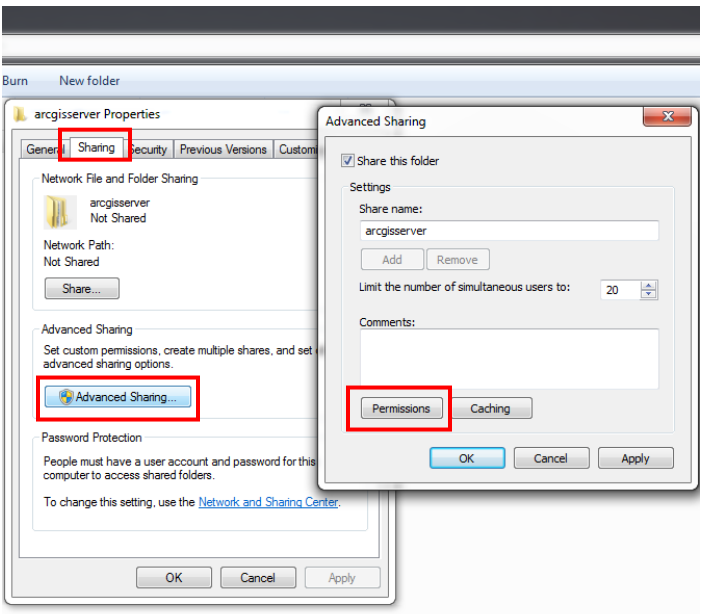 Burn New folder
arcgisserver Properties
General Sharing Security Previous Versions
Network File and Folder Sharing
arcgisserver
Not Shared
Network Path:
Not Shared
Share...
Advanced Sharing
Set custom permissions, create multiple shares, and set
advanced sharing options.
Advanced Sharing...
Password Protection
People must have a user account and password for this
computer to access shared folders.
To change this setting, use the Network and Sharing Center.
OK Cancel Apply
Advanced Sharing
Share this folder
Settings
Share name:
arcgisserver
Add Remove
Limit the number of simultaneous users to: 20
Comments:
Permissions Caching
OK Cancel Apply